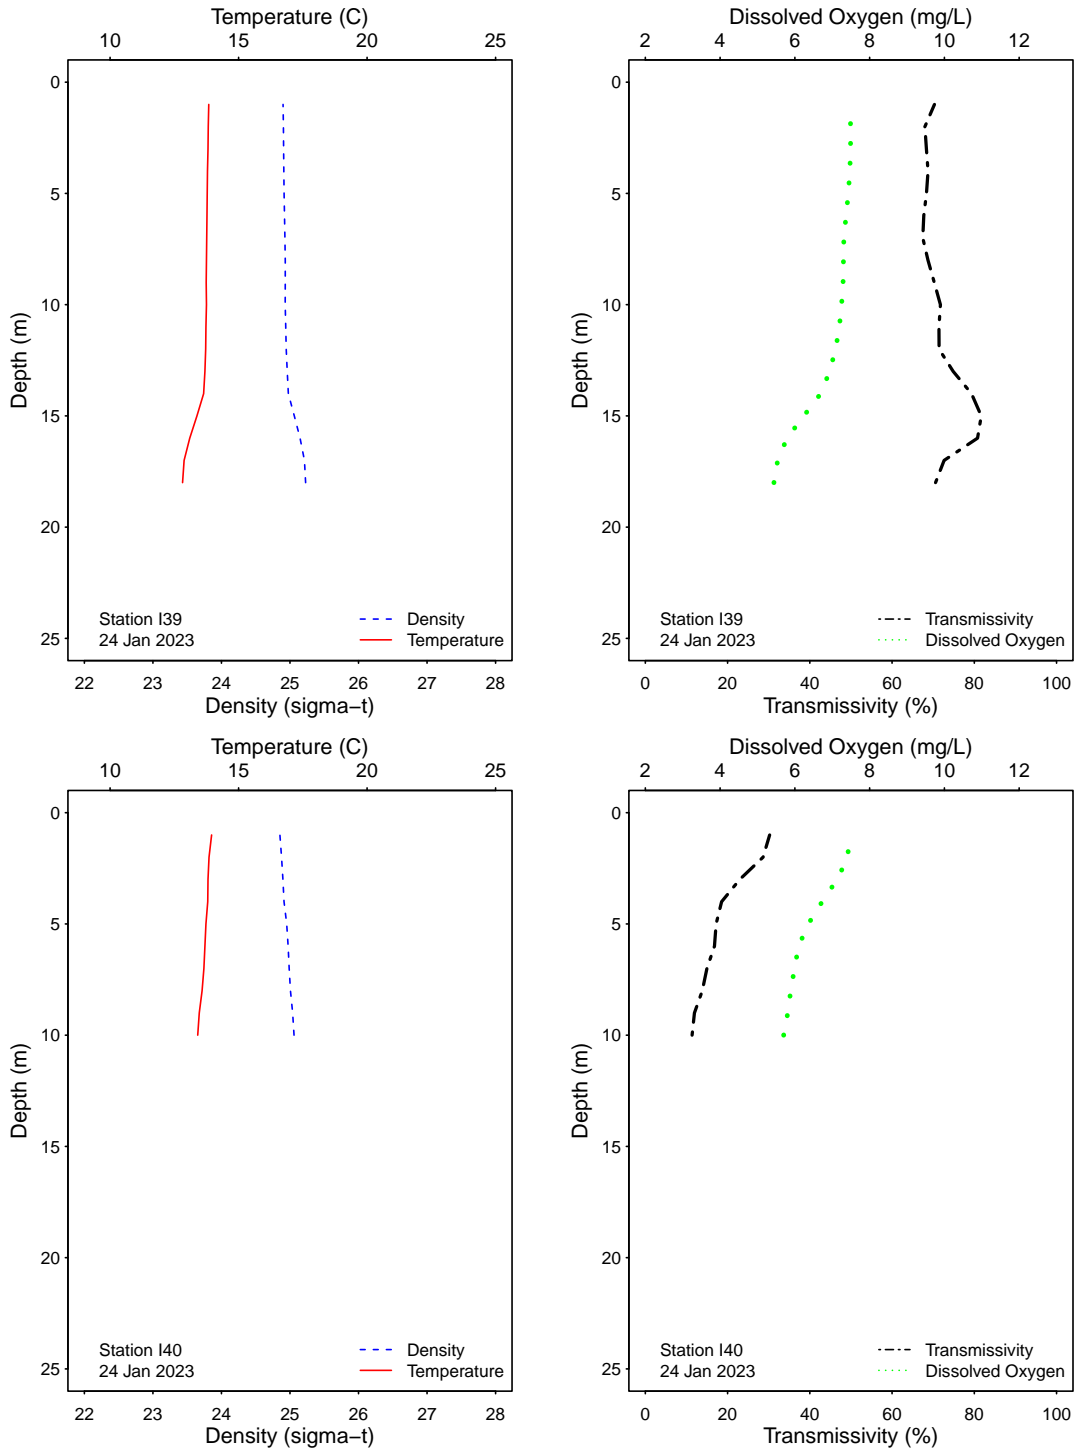 Temperature (C)
10 15 20 25
0
5
10
15
20
25
Depth (m)
Station I39
24 Jan 2023
Density
Temperature
22 23 24 25 26 27 28
Density (sigma−t)
Dissolved Oxygen (mg/L)
2 4 6 8 10 12
0
5
10
15
20
25
Depth (m)
Station I39
24 Jan 2023
Transmissivity
Dissolved Oxygen
0 20 40 60 80 100
Transmissivity (%)
Temperature (C)
10 15 20 25
0
5
10
15
20
25
Depth (m)
Station I40
24 Jan 2023
Density
Temperature
22 23 24 25 26 27 28
Density (sigma−t)
Dissolved Oxygen (mg/L)
2 4 6 8 10 12
0
5
10
15
20
25
Depth (m)
Station I40
24 Jan 2023
Transmissivity
Dissolved Oxygen
0 20 40 60 80 100
Transmissivity (%)